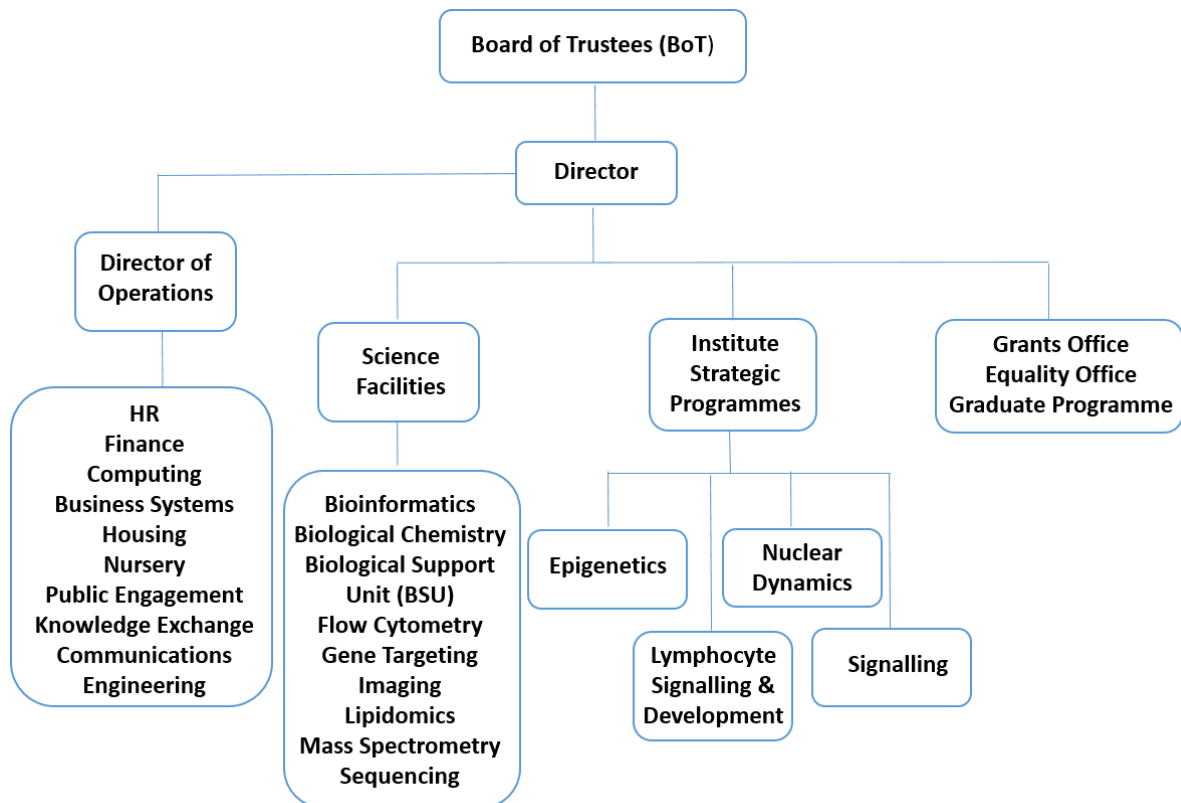 Board of Trustees (BoT)
Director
Director of
Operations
HR
Finance
Computing
Business Systems
Housing
Nursery
Public Engagement
Knowledge Exchange
Communications
Engineering
Science
Facilities
Bioinformatics
Biological Chemistry
Biological Support
Unit (BSU)
Flow Cytometry
Gene Targeting
Imaging
Lipidomics
Mass Spectrometry
Sequencing
Institute
Strategic
Programmes
Epigenetics
Lymphocyte
Signalling &
Development
Nuclear
Dynamics
Signalling
Grants Office
Equality Office
Graduate Programme